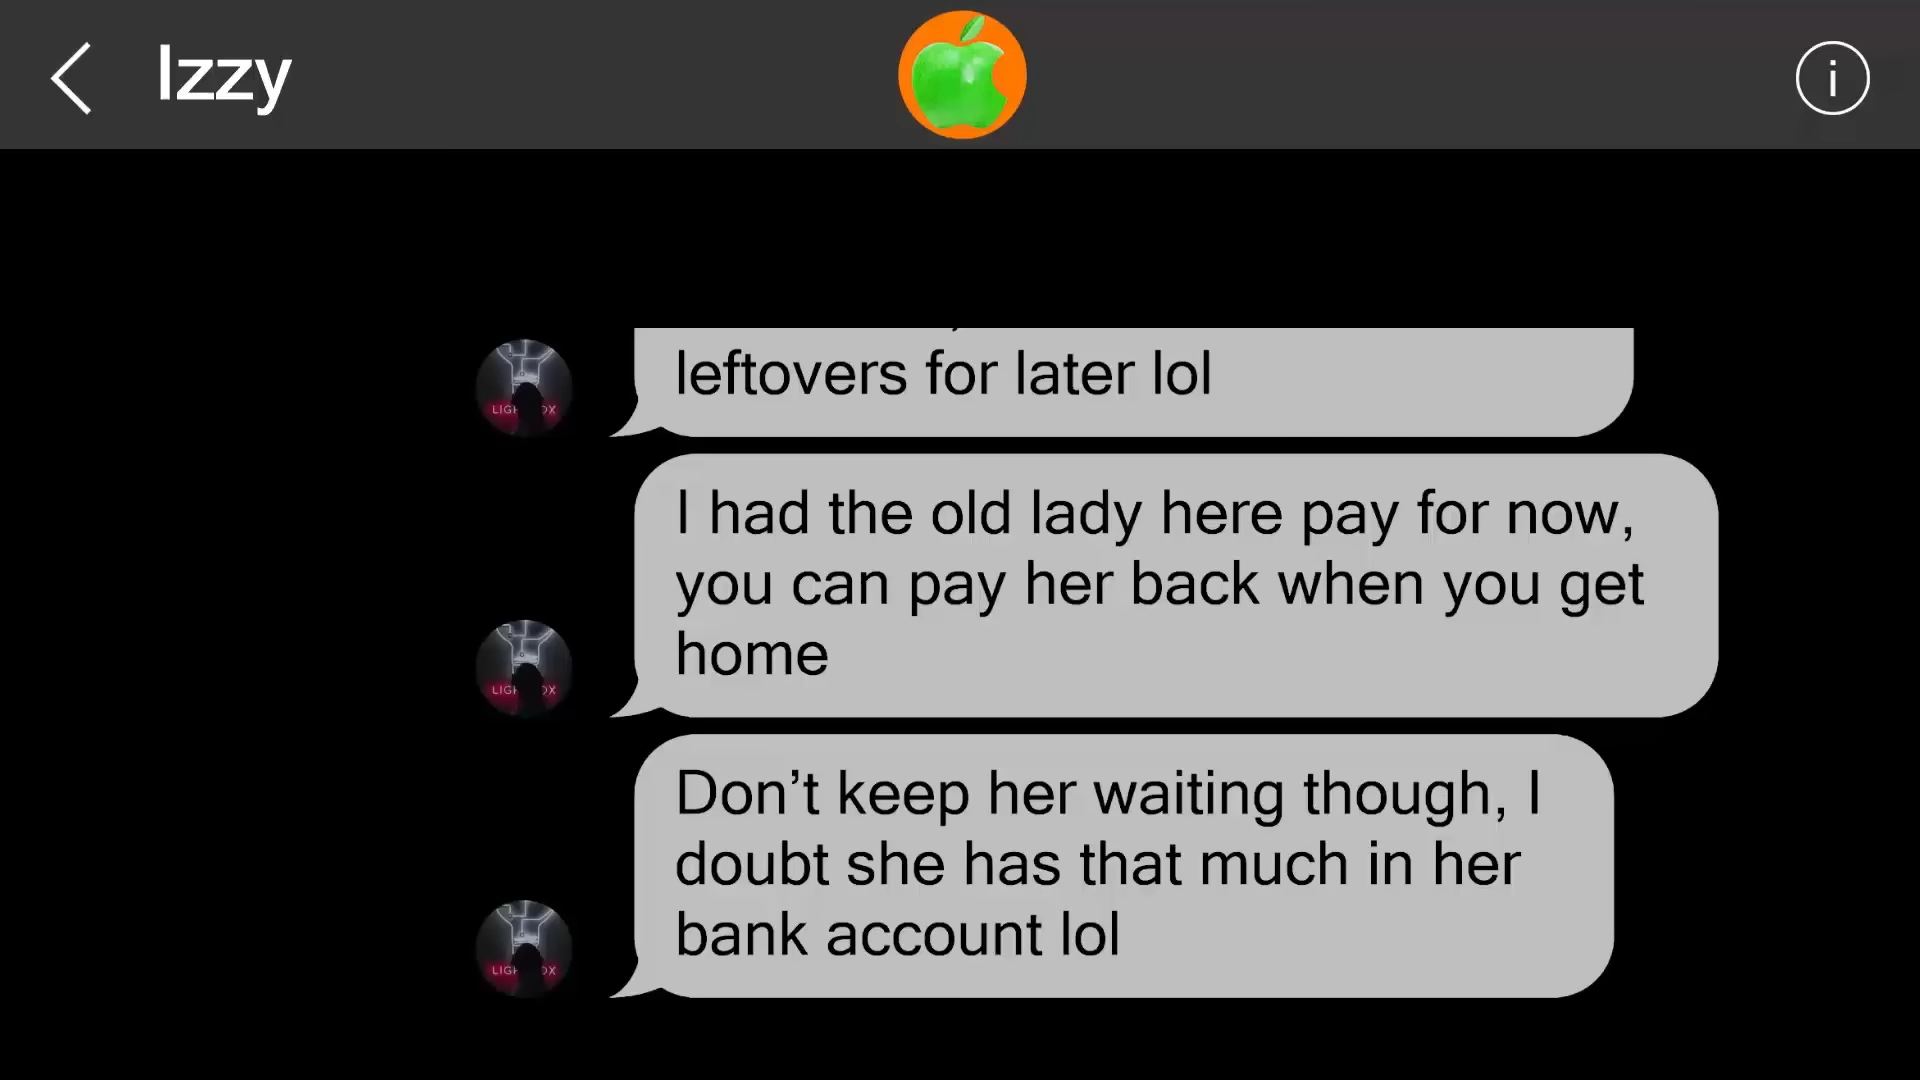 Izzy
i
leftovers for later lol
I had the old lady here pay for now,
you can pay her back when you get
home
Don’t keep her waiting though, I
doubt she has that much in her
bank account lol